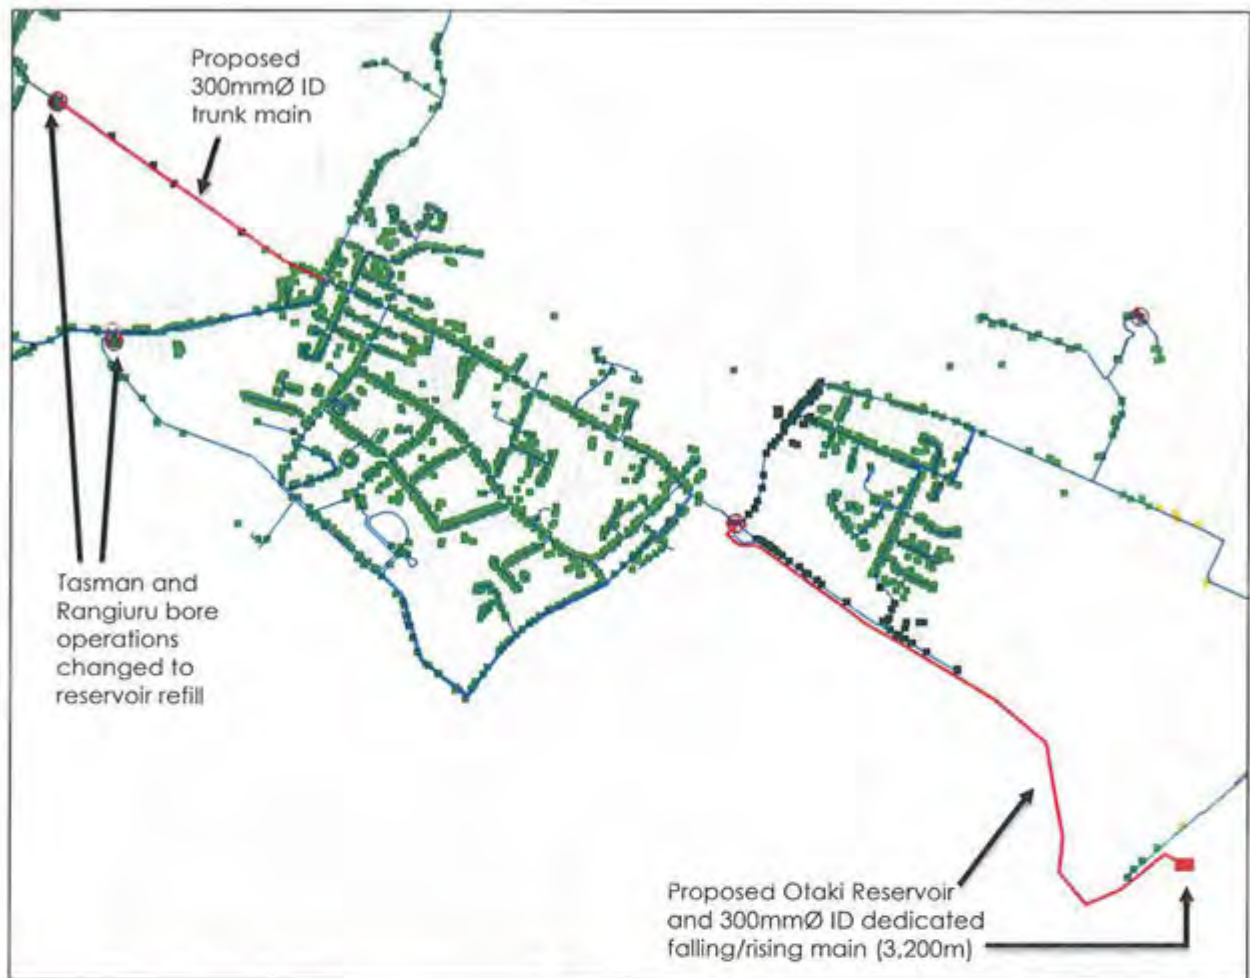 Proposed
300mmØ ID
trunk main
Tasman and
Rangiuru bore
operations
changed to
reservoir refill
Proposed Otaki Reservoir
and 300mmØ ID dedicated
falling/rising main (3,200m)